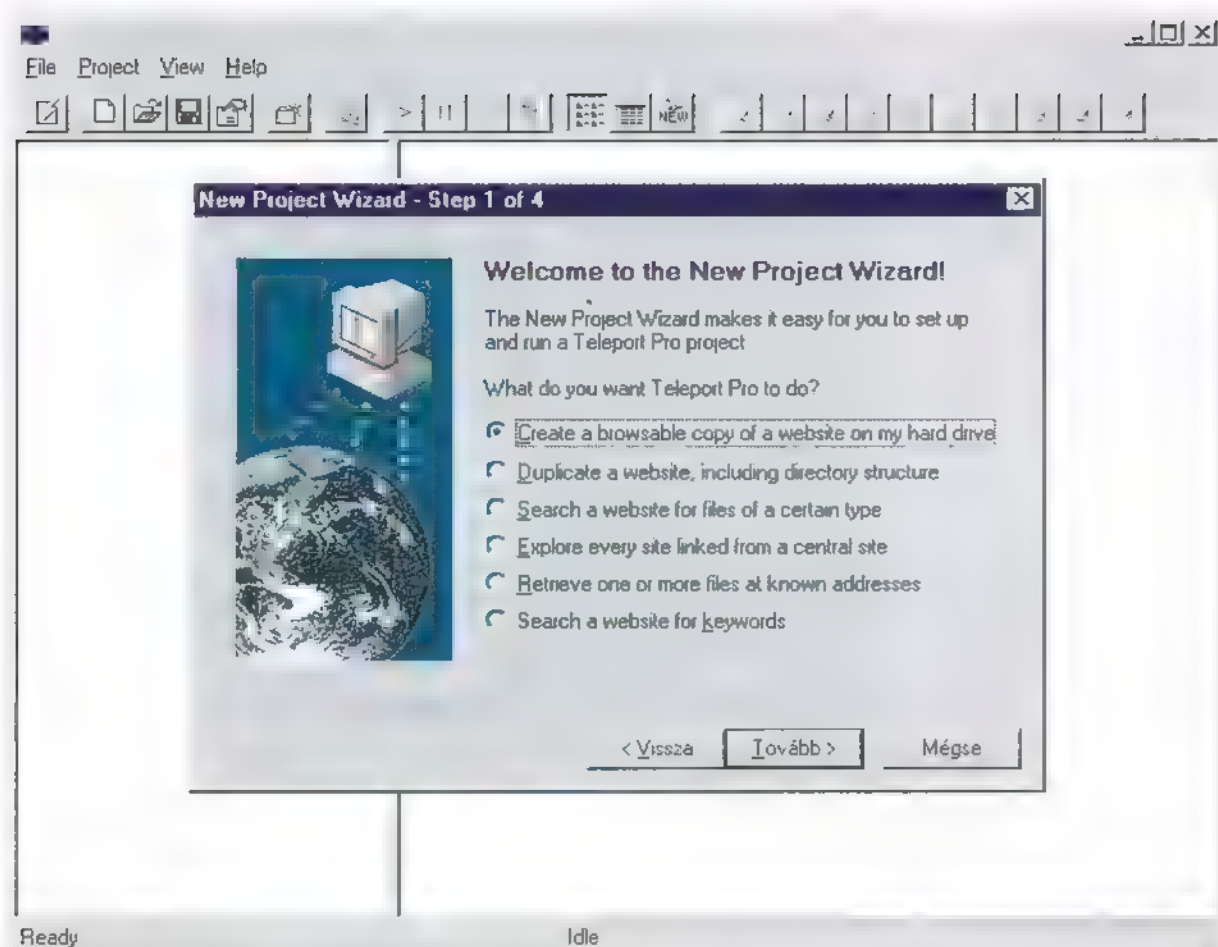 File Project View Help
NEW
New Project Wizard - Step 1 of 4
Welcome to the New Project Wizard!
The New Project Wizard makes it easy for you to set up
and run a Teleport Pro project
What do you want Teleport Pro to do?
Create a browsable copy of a website on my hard drive
Duplicate a website, including directory structure
Search a website for files of a certain type
Explore every site linked from a central site
Retrieve one or more files at known addresses
Search a website for keywords
< Vissza Tovább > Mégse
Ready Idle